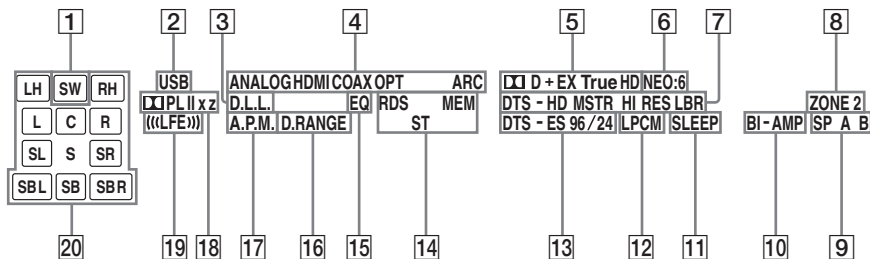 1 2 3 4 5 6 7 8
LH SW RH USB ANALOG HDMI COAX OPT ARC D + EX True HD NEO:6
PL II x z D.L.L. EQ RDS MEM DTS - HD MSTR HI RES LBR ZONE 2
L C R (((LFE))) A.P.M. D.RANGE ST DTS - ES 96/24 LPCM SLEEP BI - AMP SP A B
SL S SR
SBL SB SBR
20 19 18 17 16 15 14 13 12 11 10 9